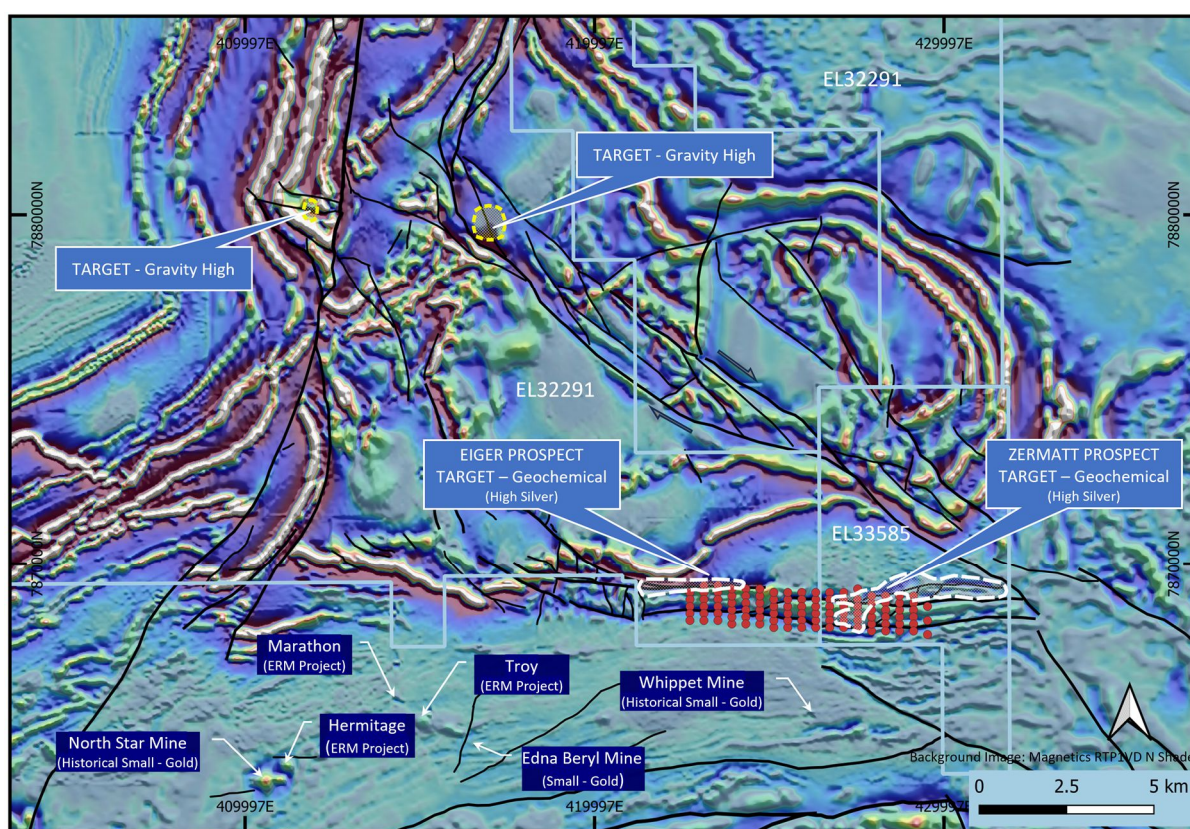 409997E
419997E
429997E
EL32291
TARGET - Gravity High
7880000N
7880000N
TARGET - Gravity High
EL32291
EIGER PROSPECT
TARGET – Geochemical
(High Silver)
ZERMATT PROSPECT
TARGET – Geochemical
(High Silver)
EL33585
7870000N
7870000N
Marathon
(ERM Project)
Troy
(ERM Project)
Whippet Mine
(Historical Small - Gold)
Hermitage
(ERM Project)
North Star Mine
(Historical Small - Gold)
Edna Beryl Mine
(Small - Gold)
Background Image: Magnetics RTP1VD N Shade
0 2.5 5 km
409997E
419997E
429997E